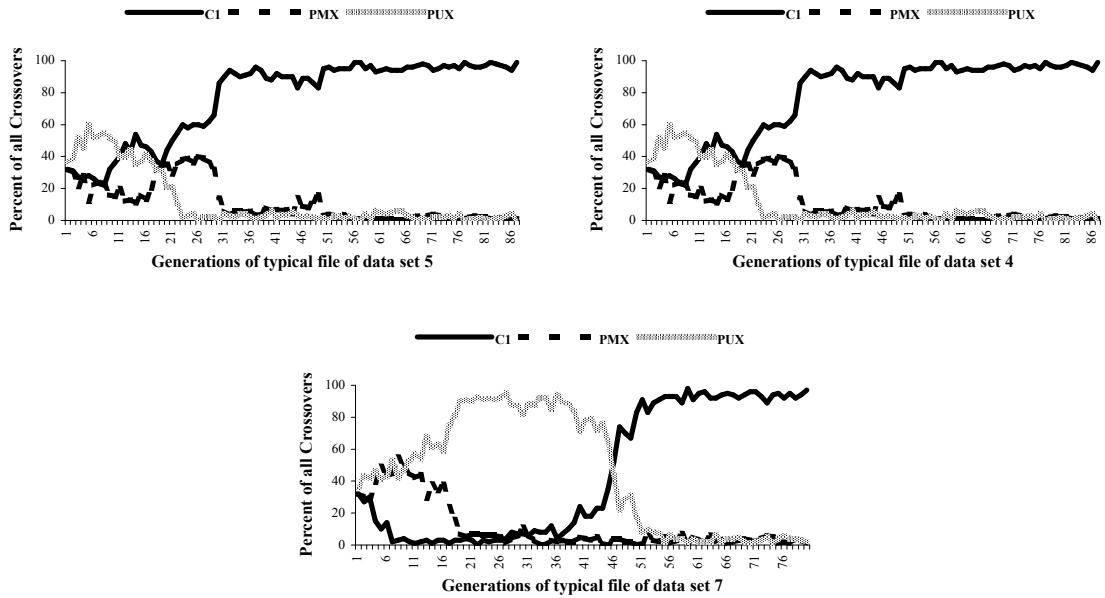 C1 PMX PUX
Percent of all Crossovers
100
80
60
40
20
0
1 6 11 16 21 26 31 36 41 46 51 56 61 66 71 76 81 86
Generations of typical file of data set 5
C1 PMX PUX
Percent of all Crossovers
100
80
60
40
20
0
1 6 11 16 21 26 31 36 41 46 51 56 61 66 71 76 81 86
Generations of typical file of data set 4
C1 PMX PUX
Percent of all Crossovers
100
80
60
40
20
0
1 6 11 16 21 26 31 36 41 46 51 56 61 66 71 76
Generations of typical file of data set 7